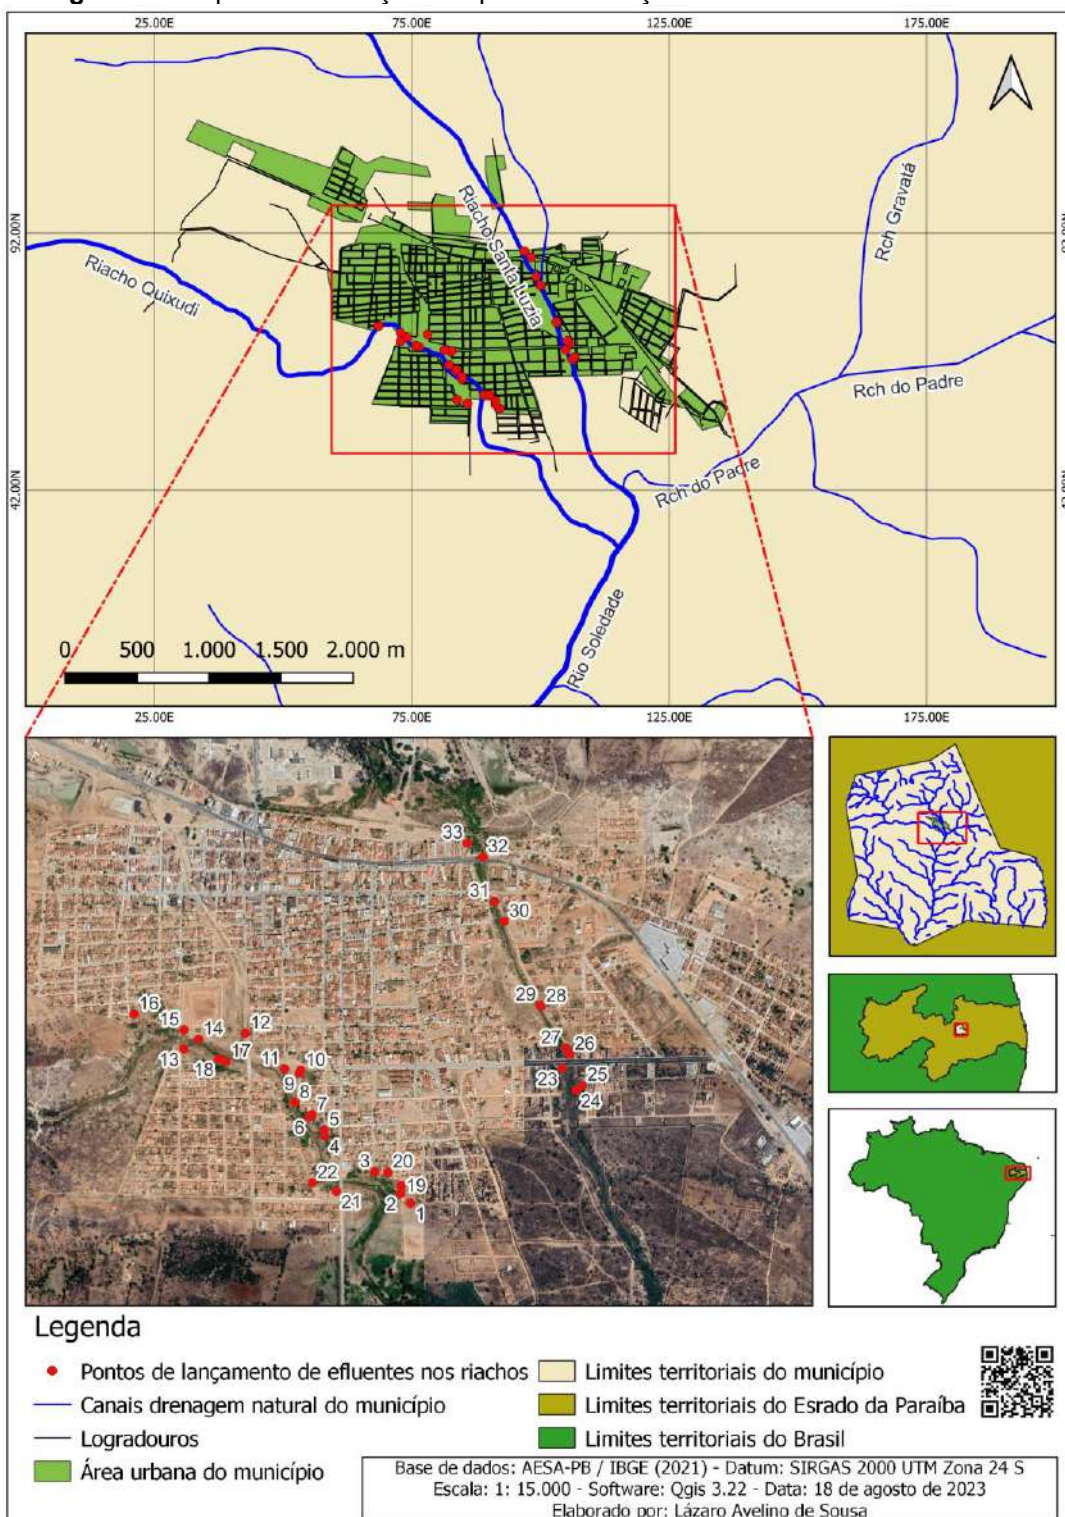 25.00E 75.00E 125.00E 175.00E
92.00N
42.00N
Riacho Quixudi
Riacho Santa Luzia
Rch Gravatá
Rch do Padre
Rch do Padre
Rio Soledade
0 500 1.000 1.500 2.000 m
25.00E 75.00E 125.00E 175.00E
33
32
31
30
29 28
16
15
14
12
27
26
13
18
17
11
10
23
25
9
8
24
7
6
5
4
3 20
22
19
21
2
1
Legenda
Pontos de lançamento de efluentes nos riachos
Canais drenagem natural do município
Logradouros
Área urbana do município
Limites territoriais do município
Limites territoriais do Esrado da Paraíba
Limites territoriais do Brasil
Base de dados: AESA-PB / IBGE (2021) - Datum: SIRGAS 2000 UTM Zona 24 S
Escala: 1: 15.000 - Software: Qgis 3.22 - Data: 18 de agosto de 2023
Elaborado por: Lázaro Avelino de Sousa